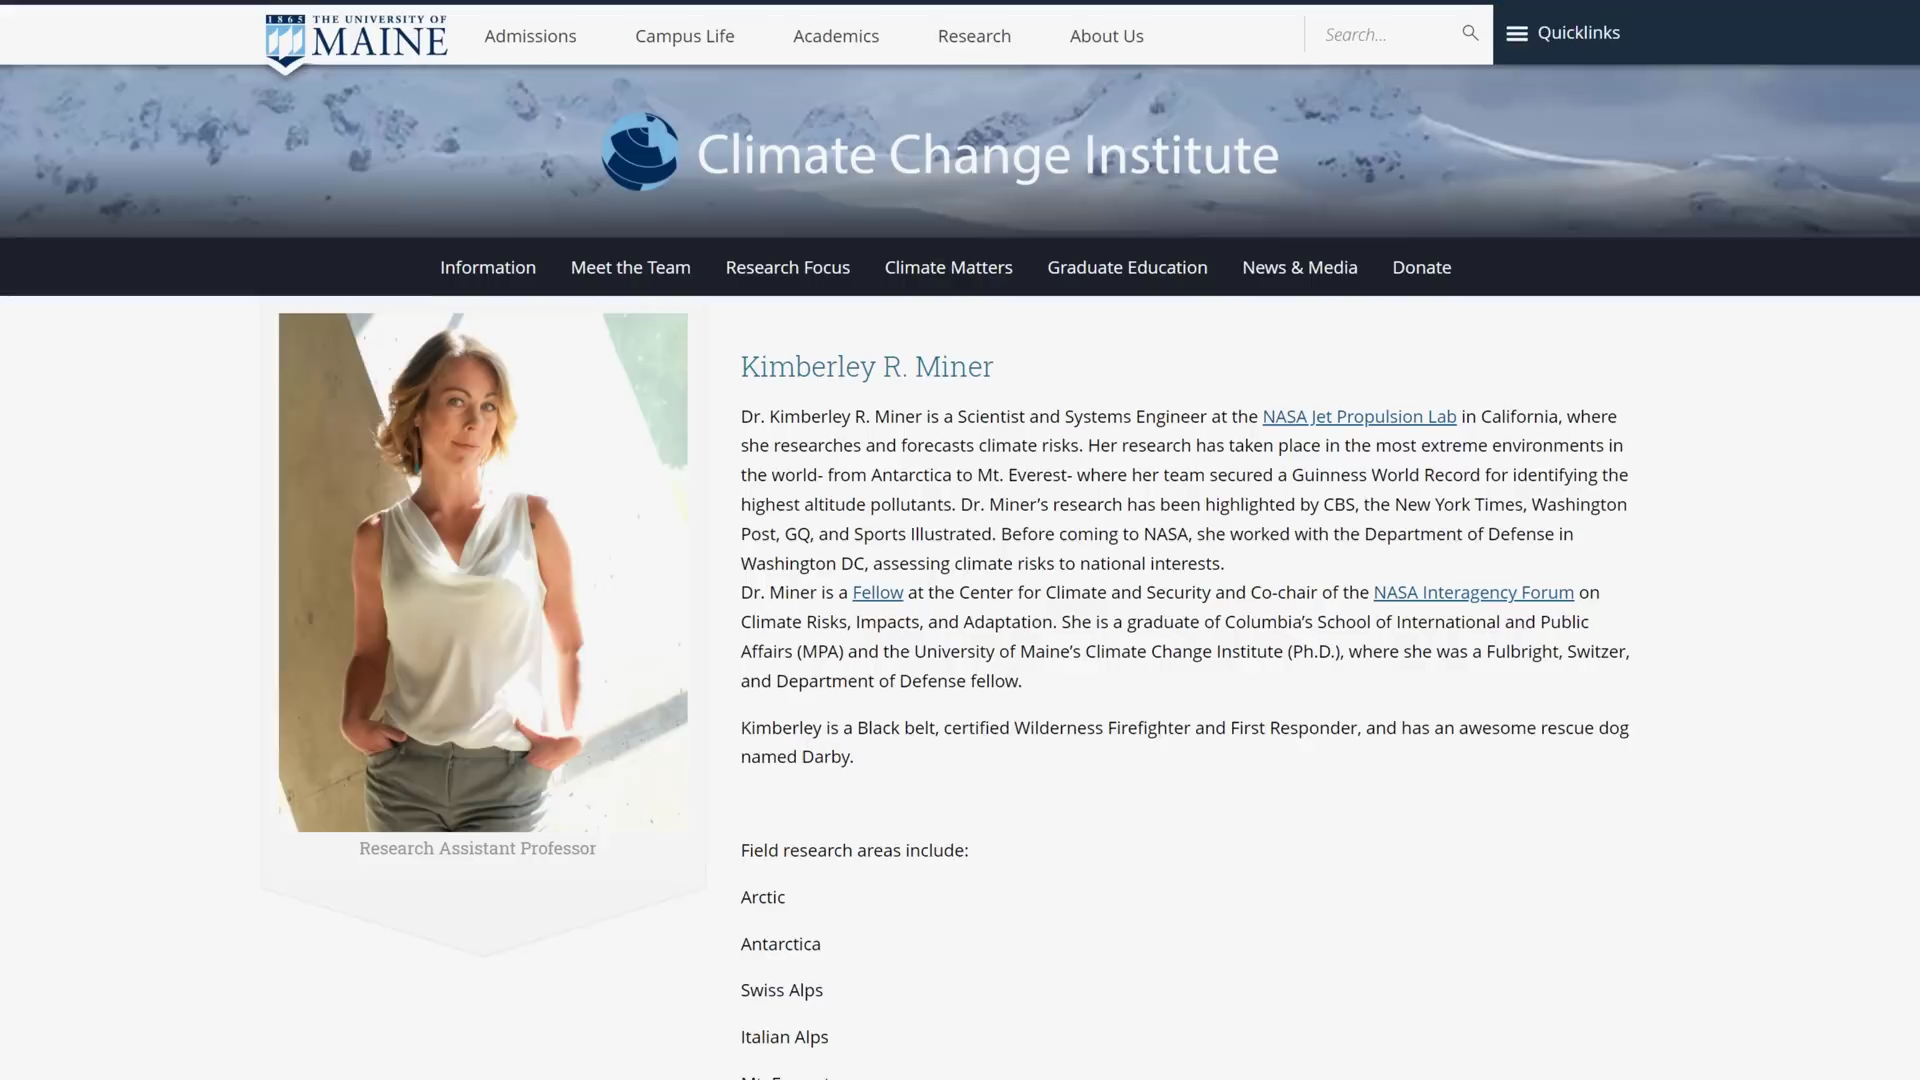 1865 THE UNIVERSITY OF
MAINE
Admissions Campus Life Academics Research About Us Search... Quicklinks
Climate Change Institute
Information Meet the Team Research Focus Climate Matters Graduate Education News & Media Donate
Kimberley R. Miner
Dr. Kimberley R. Miner is a Scientist and Systems Engineer at the NASA Jet Propulsion Lab in California, where
she researches and forecasts climate risks. Her research has taken place in the most extreme environments in
the world- from Antarctica to Mt. Everest- where her team secured a Guinness World Record for identifying the
highest altitude pollutants. Dr. Miner’s research has been highlighted by CBS, the New York Times, Washington
Post, GQ, and Sports Illustrated. Before coming to NASA, she worked with the Department of Defense in
Washington DC, assessing climate risks to national interests.
Dr. Miner is a Fellow at the Center for Climate and Security and Co-chair of the NASA Interagency Forum on
Climate Risks, Impacts, and Adaptation. She is a graduate of Columbia’s School of International and Public
Affairs (MPA) and the University of Maine’s Climate Change Institute (Ph.D.), where she was a Fulbright, Switzer,
and Department of Defense fellow.
Kimberley is a Black belt, certified Wilderness Firefighter and First Responder, and has an awesome rescue dog
named Darby.
Research Assistant Professor
Field research areas include:
Arctic
Antarctica
Swiss Alps
Italian Alps